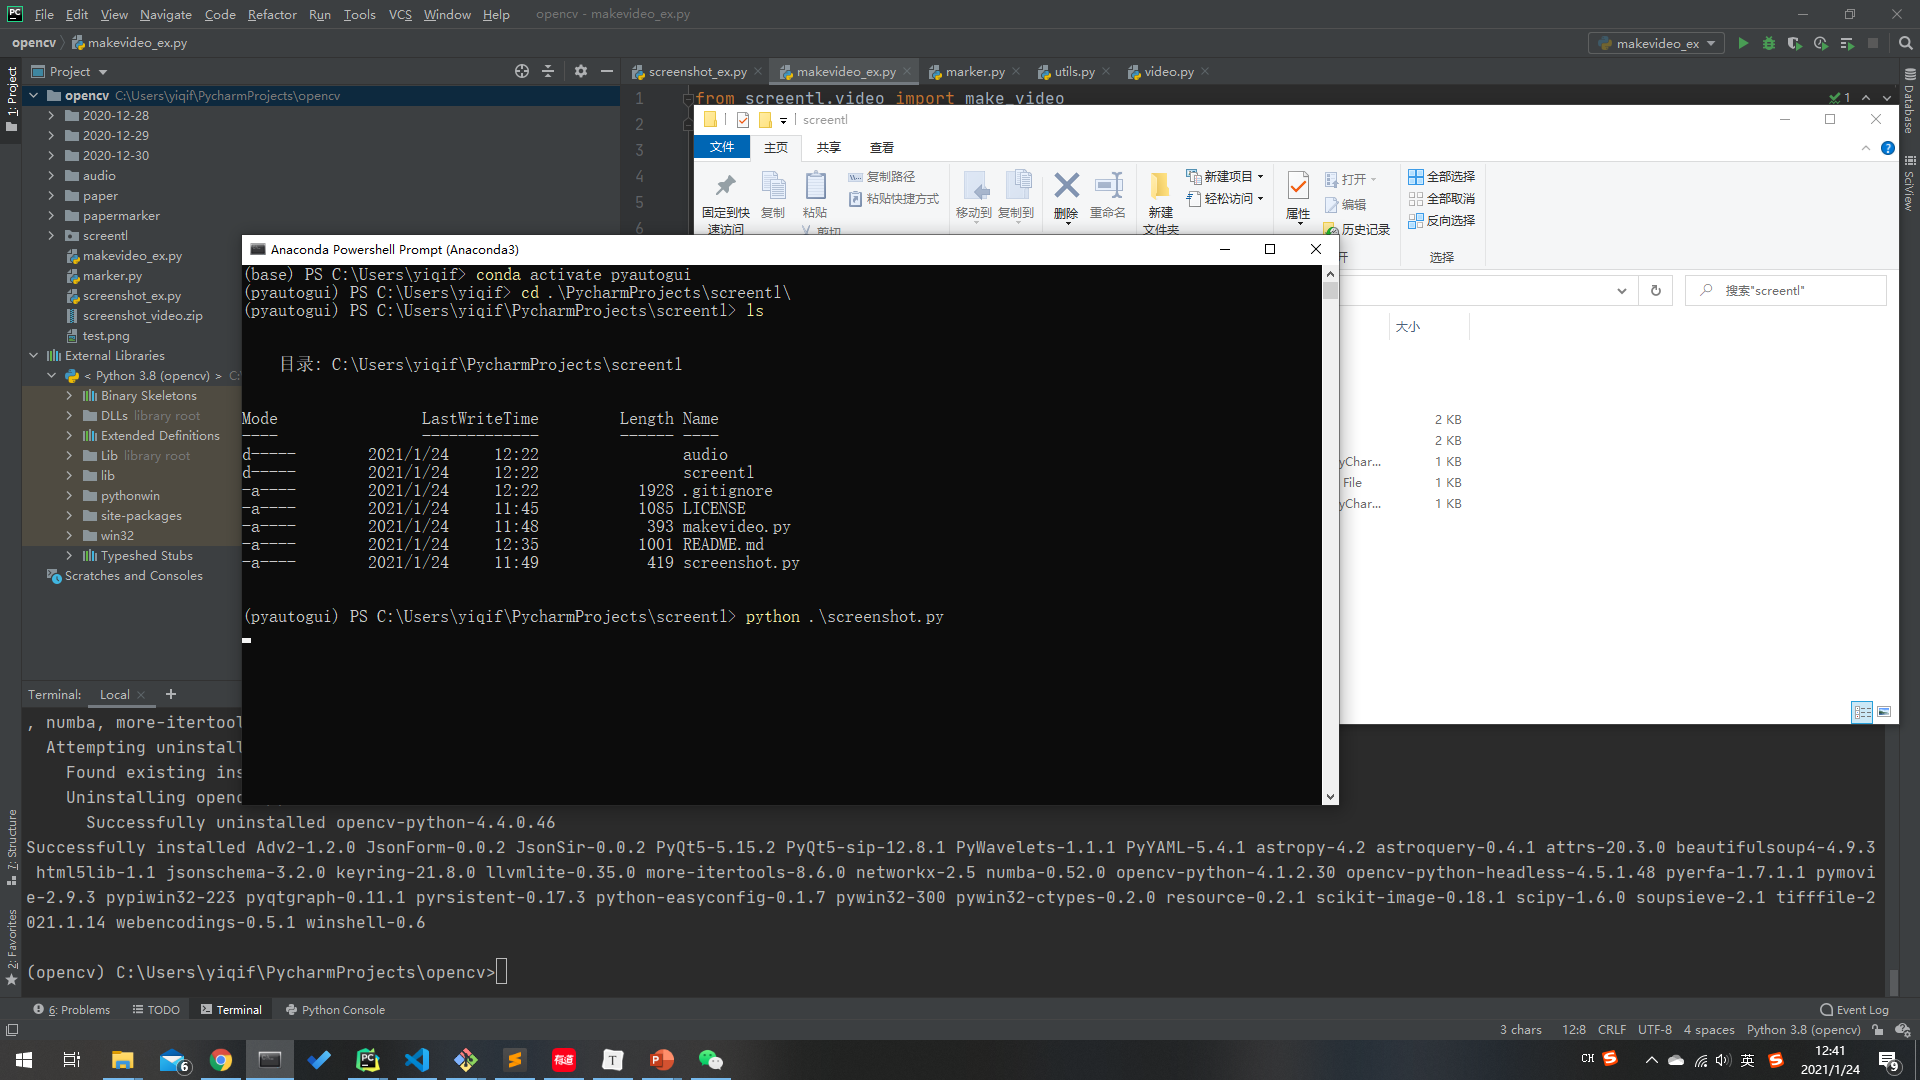 File Edit View Navigate Code Refactor Run Tools VCS Window Help opencv - makevideo_ex.py
opencv makevideo_ex.py
makevideo_ex
Project
screenshot_ex.py makevideo_ex.py marker.py utils.py video.py
1: Project
opencv C:\Users\yiqif\PycharmProjects\opencv
2020-12-28
2020-12-29
2020-12-30
audio
paper
papermarker
screentl
makevideo_ex.py
marker.py
screenshot_ex.py
screenshot_video.zip
test.png
External Libraries
< Python 3.8 (opencv) > C:
Binary Skeletons
DLLs library root
Extended Definitions
Lib library root
lib
pythonwin
site-packages
win32
Typeshed Stubs
Scratches and Consoles
1 from screentl.video import make_video
2
3
4
5
6
1
Database
SciView
screentl
文件 主页 共享 查看
固定到快
速访问
复制
粘贴
复制路径
粘贴快捷方式
剪切
移动到
复制到
删除
重命名
新建
文件夹
新建项目
轻松访问
属性
打开
编辑
历史记录
开
全部选择
全部取消
反向选择
选择
搜索"screentl"
大小
2 KB
2 KB
yChar... 1 KB
File 1 KB
yChar... 1 KB
Anaconda Powershell Prompt (Anaconda3)
(base) PS C:\Users\yiqif> conda activate pyautogui
(pyautogui) PS C:\Users\yiqif> cd .\PycharmProjects\screentl\
(pyautogui) PS C:\Users\yiqif\PycharmProjects\screentl> ls
目录: C:\Users\yiqif\PycharmProjects\screentl
Mode LastWriteTime Length Name
---- ------------- ------ ----
d----- 2021/1/24 12:22 audio
d----- 2021/1/24 12:22 screentl
-a---- 2021/1/24 12:22 1928 .gitignore
-a---- 2021/1/24 11:45 1085 LICENSE
-a---- 2021/1/24 11:48 393 makevideo.py
-a---- 2021/1/24 12:35 1001 README.md
-a---- 2021/1/24 11:49 419 screenshot.py
(pyautogui) PS C:\Users\yiqif\PycharmProjects\screentl> python .\screenshot.py
Terminal: Local
, numba, more-itertool
Attempting uninstall
Found existing ins
Uninstalling openc
Successfully uninstalled opencv-python-4.4.0.46
Successfully installed Adv2-1.2.0 JsonForm-0.0.2 JsonSir-0.0.2 PyQt5-5.15.2 PyQt5-sip-12.8.1 PyWavelets-1.1.1 PyYAML-5.4.1 astropy-4.2 astroquery-0.4.1 attrs-20.3.0 beautifulsoup4-4.9.3
html5lib-1.1 jsonschema-3.2.0 keyring-21.8.0 llvmlite-0.35.0 more-itertools-8.6.0 networkx-2.5 numba-0.52.0 opencv-python-4.1.2.30 opencv-python-headless-4.5.1.48 pyerfa-1.7.1.1 pymovi
e-2.9.3 pypiwin32-223 pyqtgraph-0.11.1 pyrsistent-0.17.3 python-easyconfig-0.1.7 pywin32-300 pywin32-ctypes-0.2.0 resource-0.2.1 scikit-image-0.18.1 scipy-1.6.0 soupsieve-2.1 tifffile-2
021.1.14 webencodings-0.5.1 winshell-0.6
(opencv) C:\Users\yiqif\PycharmProjects\opencv>
7: Structure
2: Favorites
6: Problems TODO Terminal Python Console Event Log
3 chars 12:8 CRLF UTF-8 4 spaces Python 3.8 (opencv)
6
有道
T
CH
英
12:41
2021/1/24
9